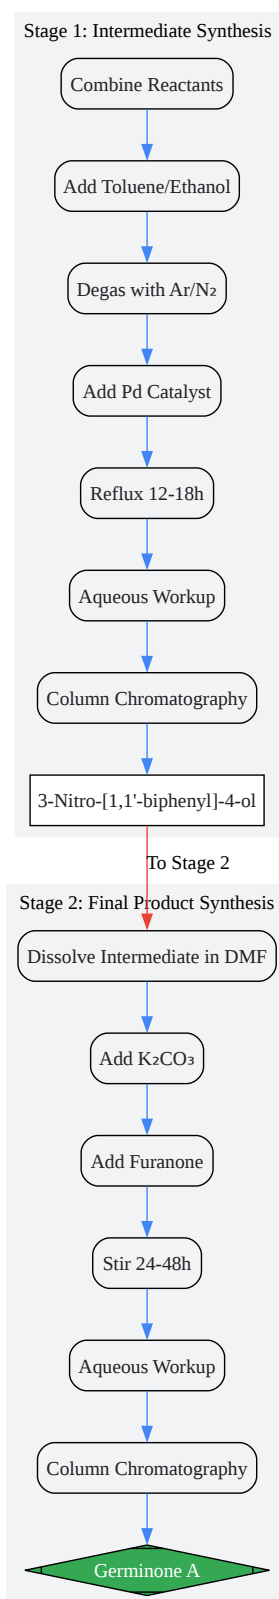 Stage 1: Intermediate Synthesis
Combine Reactants
Add Toluene/Ethanol
Degas with Ar/N₂
Add Pd Catalyst
Reflux 12-18h
Aqueous Workup
Column Chromatography
3-Nitro-[1,1'-biphenyl]-4-ol
To Stage 2
Stage 2: Final Product Synthesis
Dissolve Intermediate in DMF
Add K₂CO₃
Add Furanone
Stir 24-48h
Aqueous Workup
Column Chromatography
Germinone A